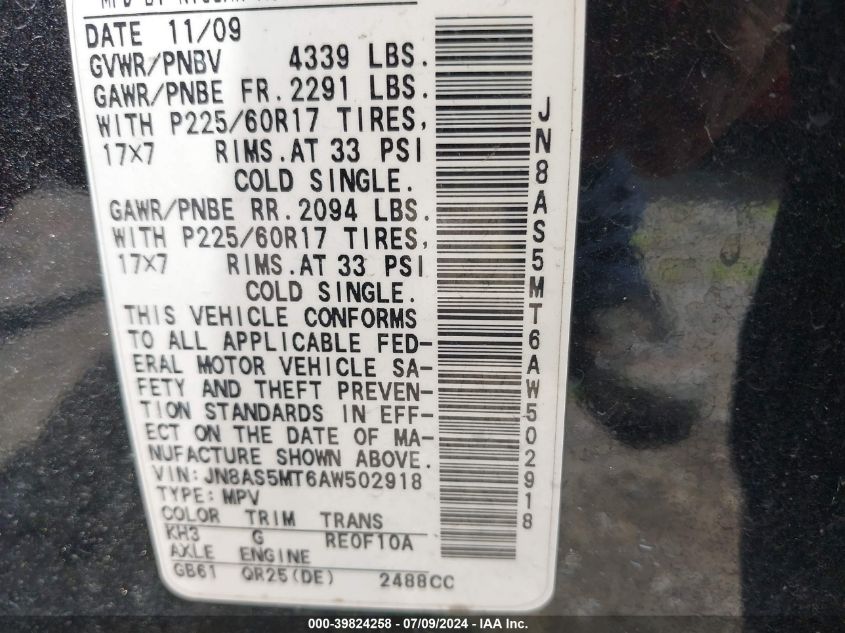 MFD BY NISSAN
DATE 11/09
GVWR/PNBV 4339 LBS.
GAWR/PNBE FR. 2291 LBS.
WITH P225/60R17 TIRES,
17X7 RIMS. AT 33 PSI
COLD SINGLE.
GAWR/PNBE RR. 2094 LBS.
WITH P225/60R17 TIRES,
17X7 RIMS. AT 33 PSI
COLD SINGLE.
THIS VEHICLE CONFORMS
TO ALL APPLICABLE FED-
ERAL MOTOR VEHICLE SA-
FETY AND THEFT PREVEN-
TION STANDARDS IN EFF-
ECT ON THE DATE OF MA-
NUFACTURE SHOWN ABOVE.
VIN: JN8AS5MT6AW502918
TYPE: MPV
COLOR TRIM TRANS
KH3 G RE0F10A
AXLE ENGINE
GB61 QR25(DE) 2488CC
JN8AS5MT6AW502918
000-39824258 - 07/09/2024 - IAA Inc.